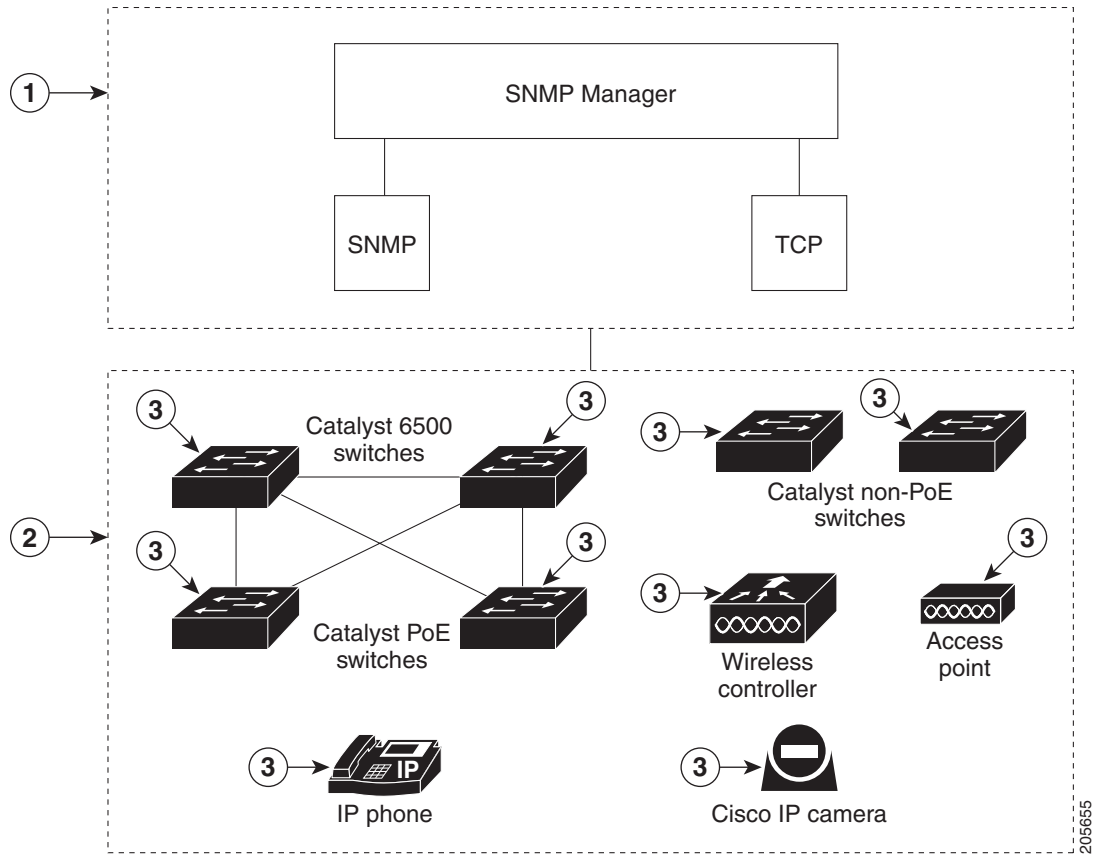 1
SNMP Manager
SNMP
TCP
3
3
3
3
Catalyst 6500
switches
Catalyst non-PoE
switches
2
3
3
3
3
Catalyst PoE
switches
Wireless
controller
Access
point
3
IP
IP phone
3
Cisco IP camera
205655